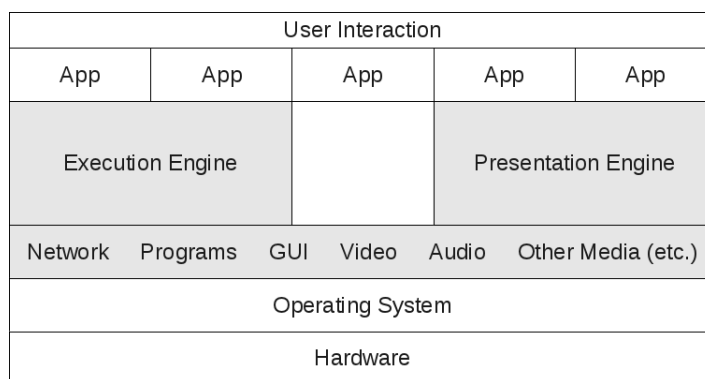 User Interaction
App App App App App
Execution Engine Presentation Engine
Network Programs GUI Video Audio Other Media (etc.)
Operating System
Hardware